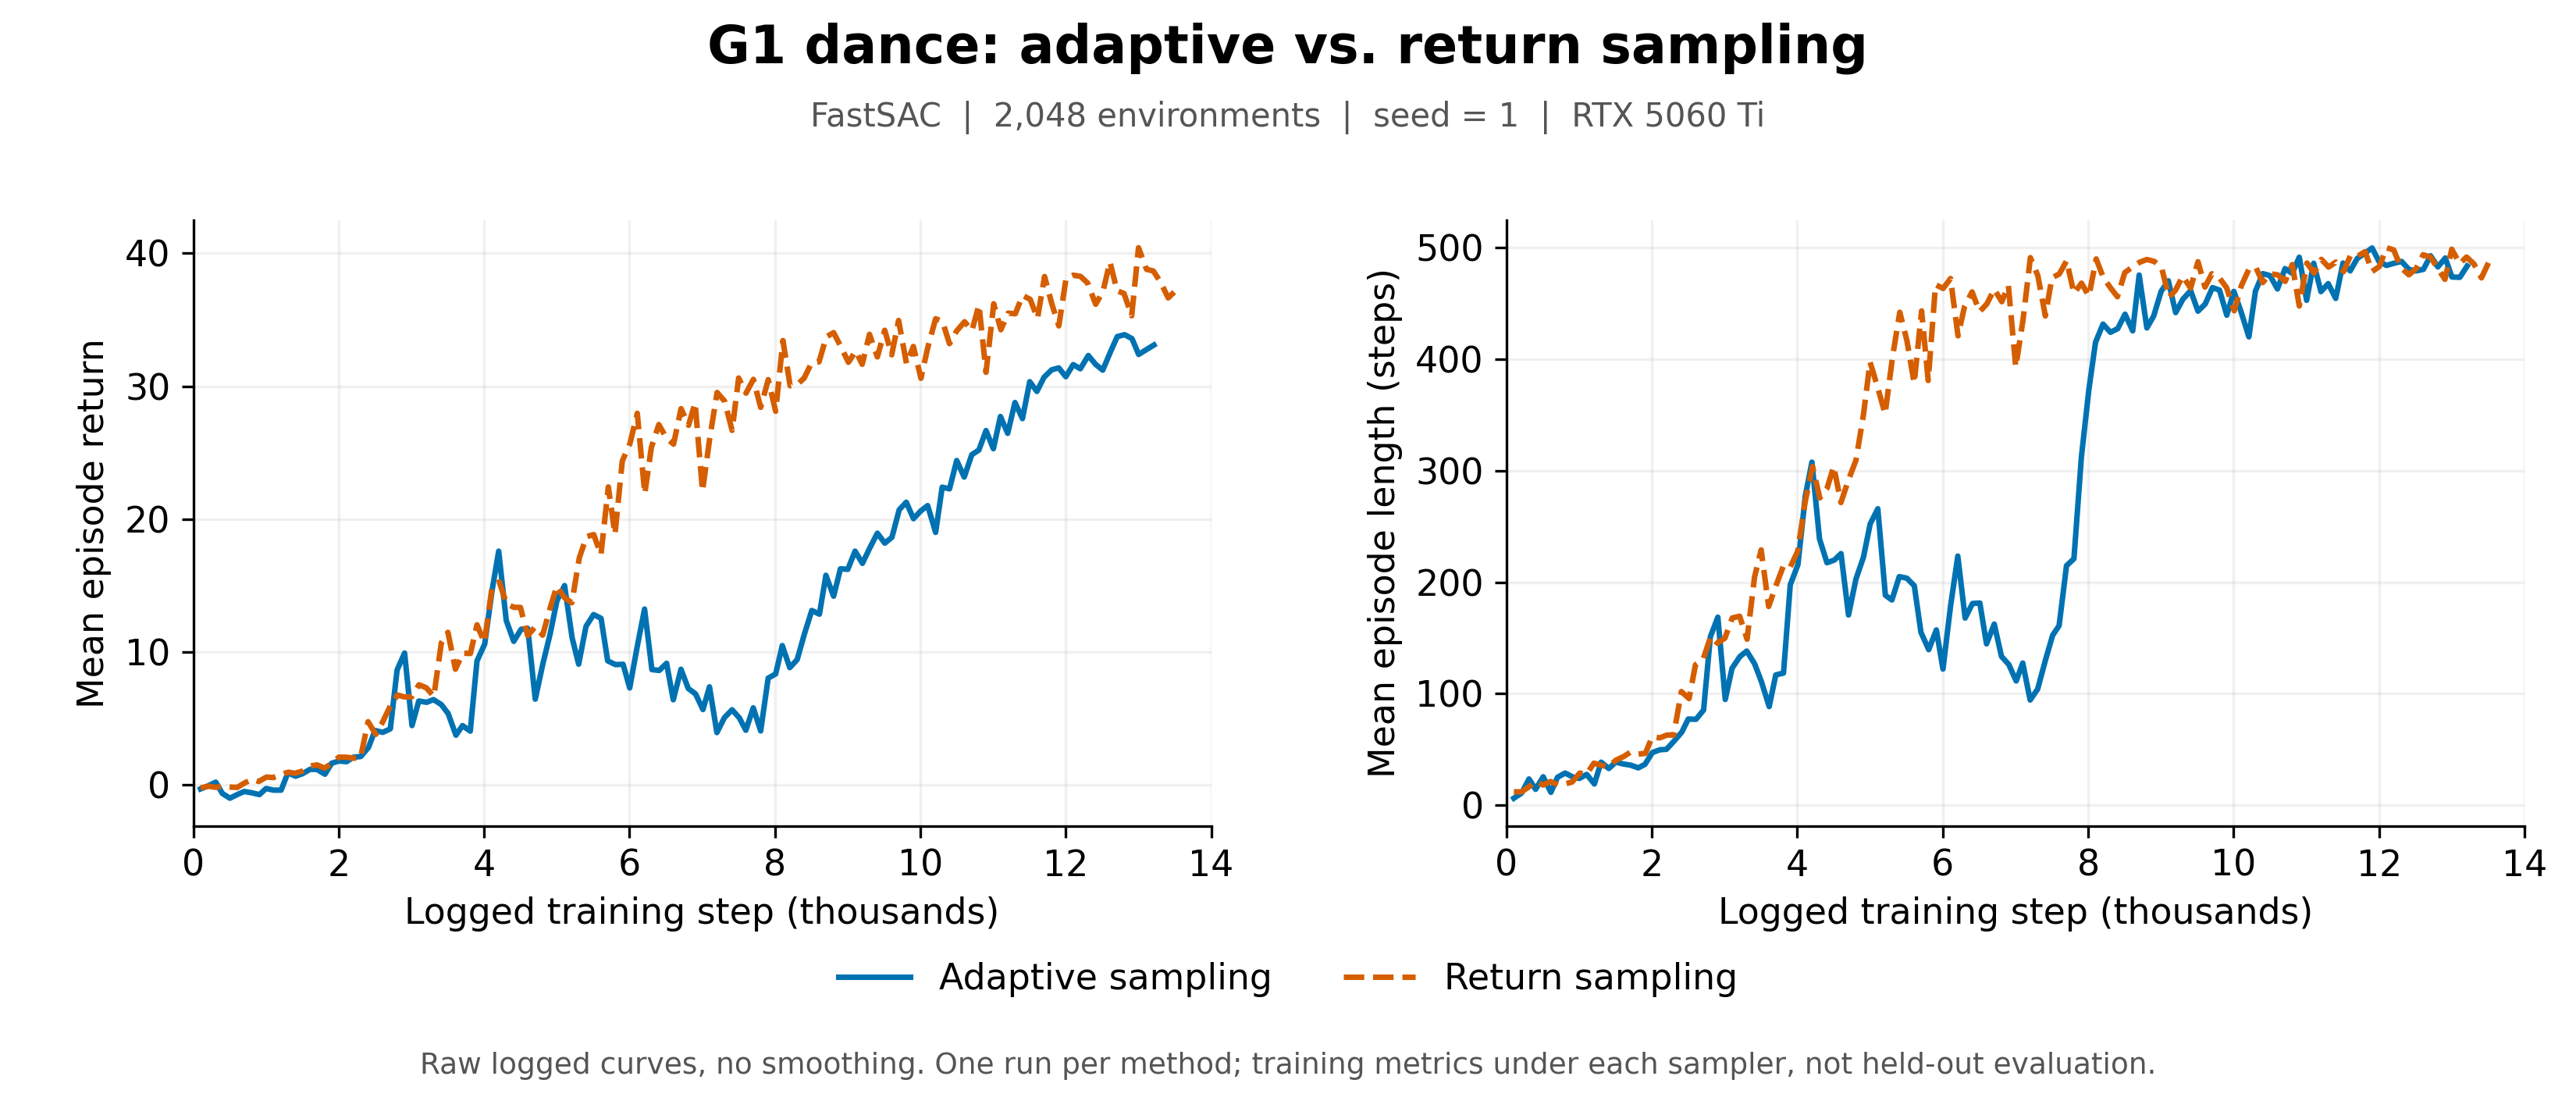 G1 dance: adaptive vs. return sampling
FastSAC | 2,048 environments | seed = 1 | RTX 5060 Ti
Mean episode return
40
30
20
10
0
0 2 4 6 8 10 12 14
Logged training step (thousands)
Mean episode length (steps)
500
400
300
200
100
0
0 2 4 6 8 10 12 14
Logged training step (thousands)
Adaptive sampling
Return sampling
Raw logged curves, no smoothing. One run per method; training metrics under each sampler, not held-out evaluation.